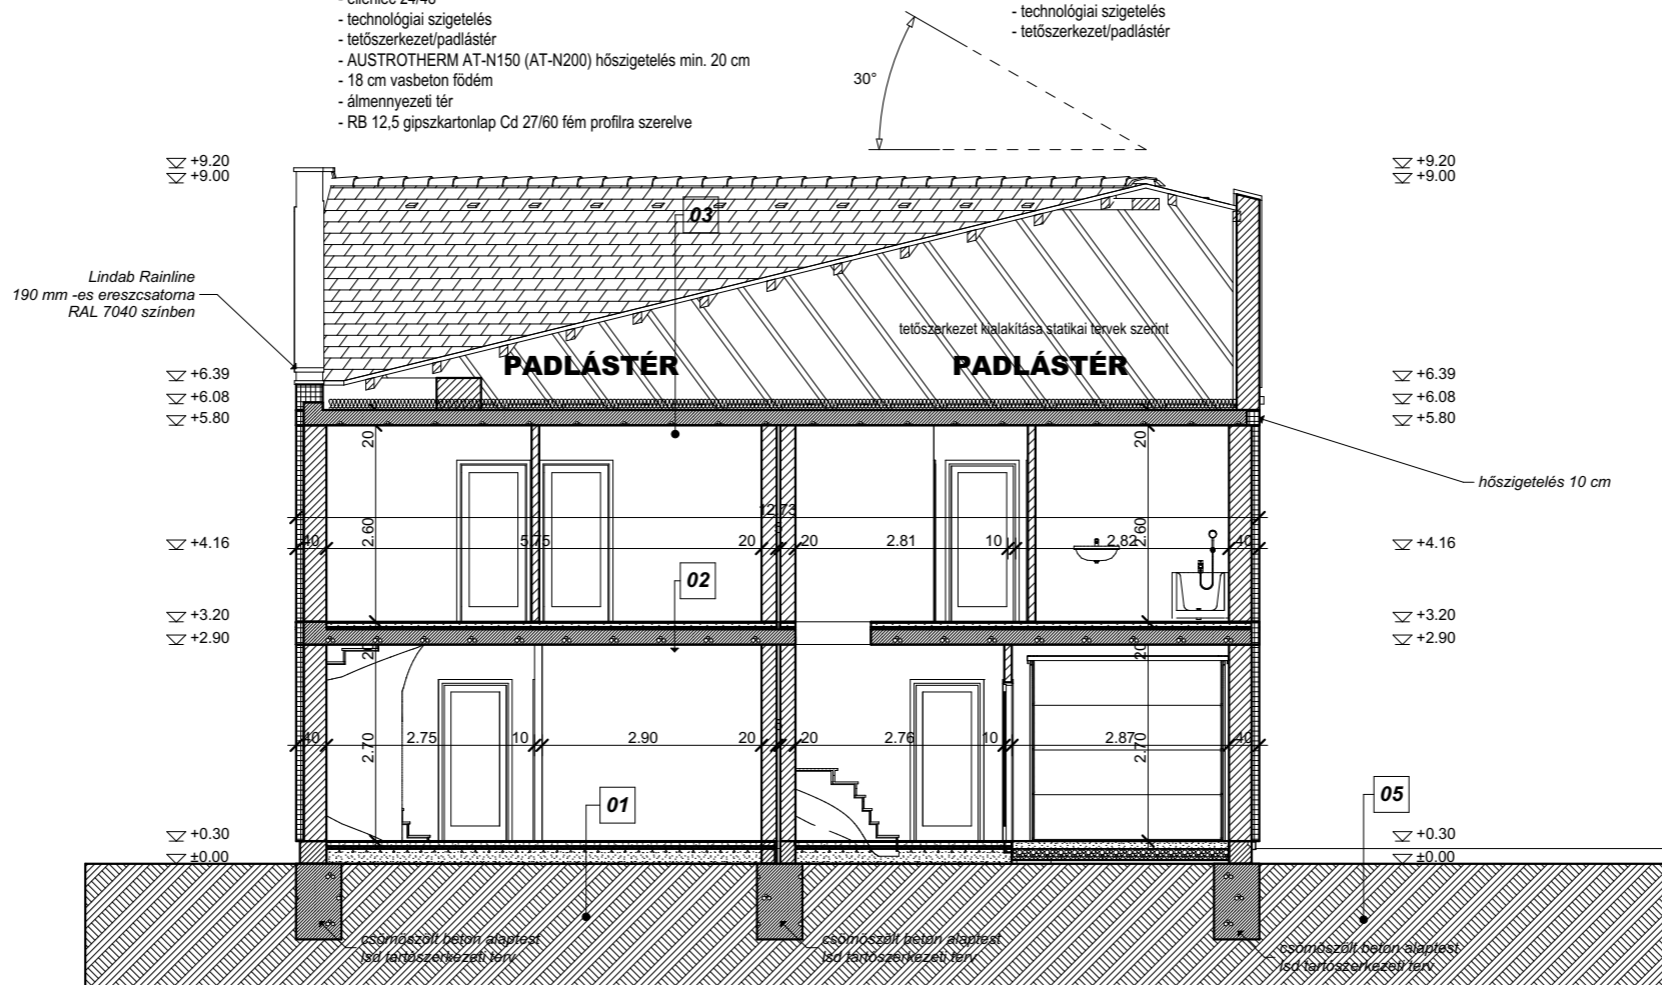 - ellenléc 24/48
- technológiai szigetelés
- tetőszerkezet/padlástér
- AUSTROTHERM AT-N150 (AT-N200) hőszigetelés min. 20 cm
- 18 cm vasbeton födém
- álmennyezeti tér
- RB 12,5 gipszkartonlap Cd 27/60 fém profilra szerelve
- technológiai szigetelés
- tetőszerkezet/padlástér
30°
+9.20
+9.00
+9.20
+9.00
03
Lindab Rainline
190 mm -es ereszcsatorna
RAL 7040 színben
tetőszerkezet kialakítása statikai tervek szerint
PADLÁSTÉR
PADLÁSTÉR
+6.39
+6.08
+5.80
+6.39
+6.08
+5.80
20
20
hőszigetelés 10 cm
12.73
2.60
2.60
+4.16
40
5.75
20
20
2.81
10
2.82
40
+4.16
02
+3.20
+2.90
+3.20
+2.90
20
20
40
2.75
10
2.90
20
20
2.76
10
2.87
40
2.70
2.70
01
05
+0.30
±0.00
+0.30
±0.00
csömöszölt beton alaptest
lsd tartószerkezeti terv
csömöszölt beton alaptest
lsd tartószerkezeti terv
csömöszölt beton alaptest
lsd tartószerkezeti terv